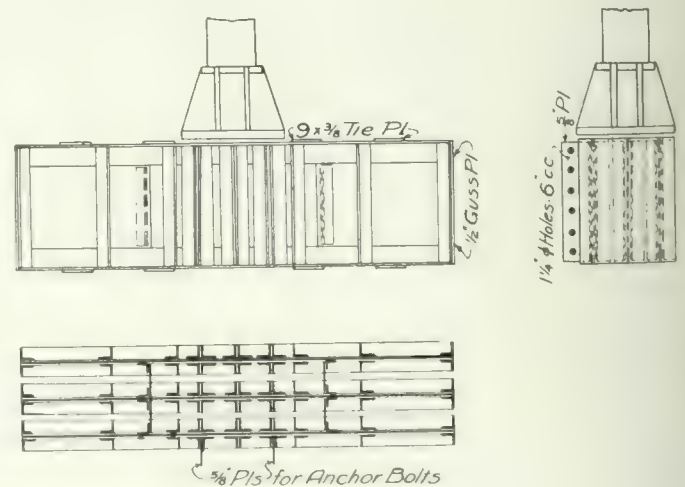 9 x 3/8 Tie Pl.
1/2" Guss Pl
5/8" Pl
1 1/4" φ Holes 6" cc
5/8" Pls for Anchor Bolts